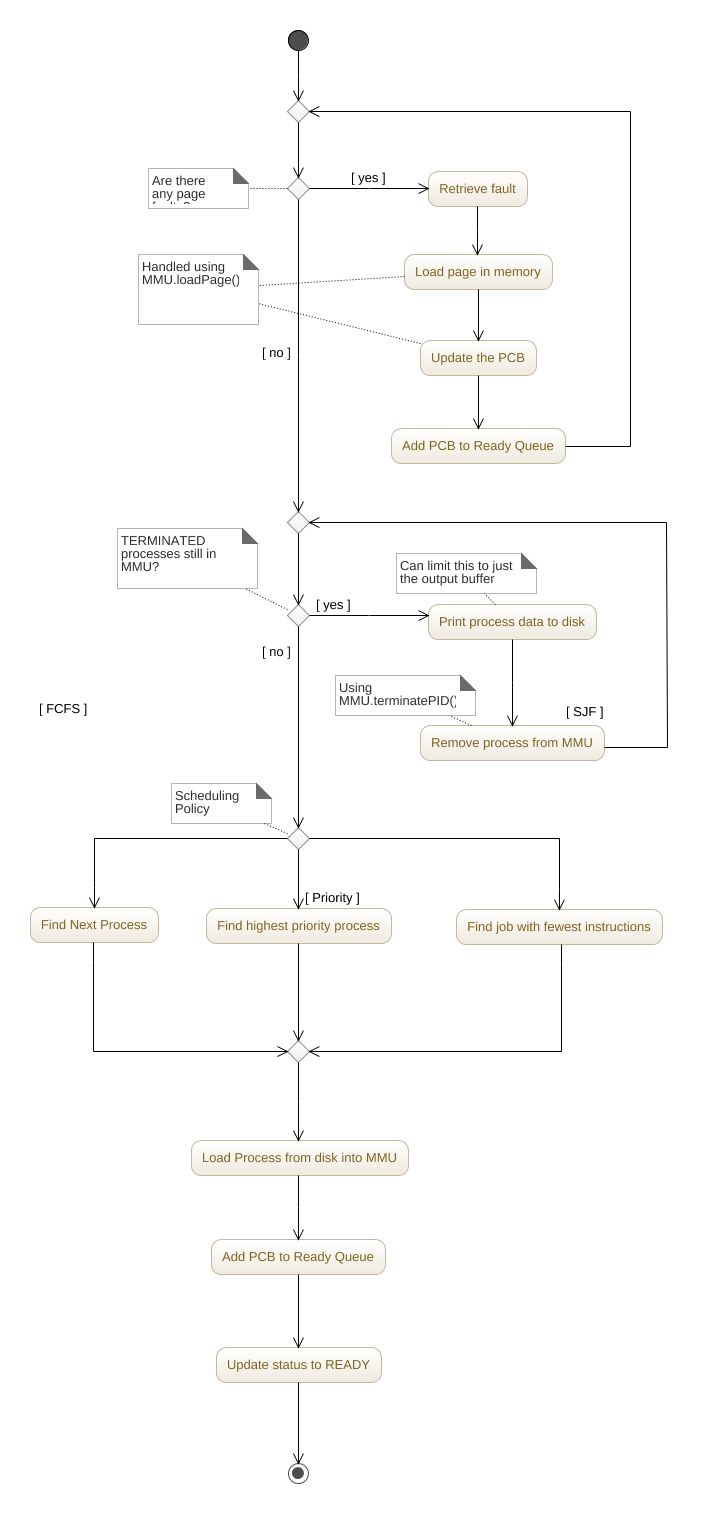 [ yes ]
Are there
any page
Retrieve fault
Handled using
MMU.loadPage()
Load page in memory
[ no ]
Update the PCB
Add PCB to Ready Queue
TERMINATED
processes still in
MMU?
Can limit this to just
the output buffer
[ yes ]
Print process data to disk
[ no ]
Using
MMU.terminatePID()
[ FCFS ]
[ SJF ]
Remove process from MMU
Scheduling
Policy
[ Priority ]
Find Next Process
Find highest priority process
Find job with fewest instructions
Load Process from disk into MMU
Add PCB to Ready Queue
Update status to READY